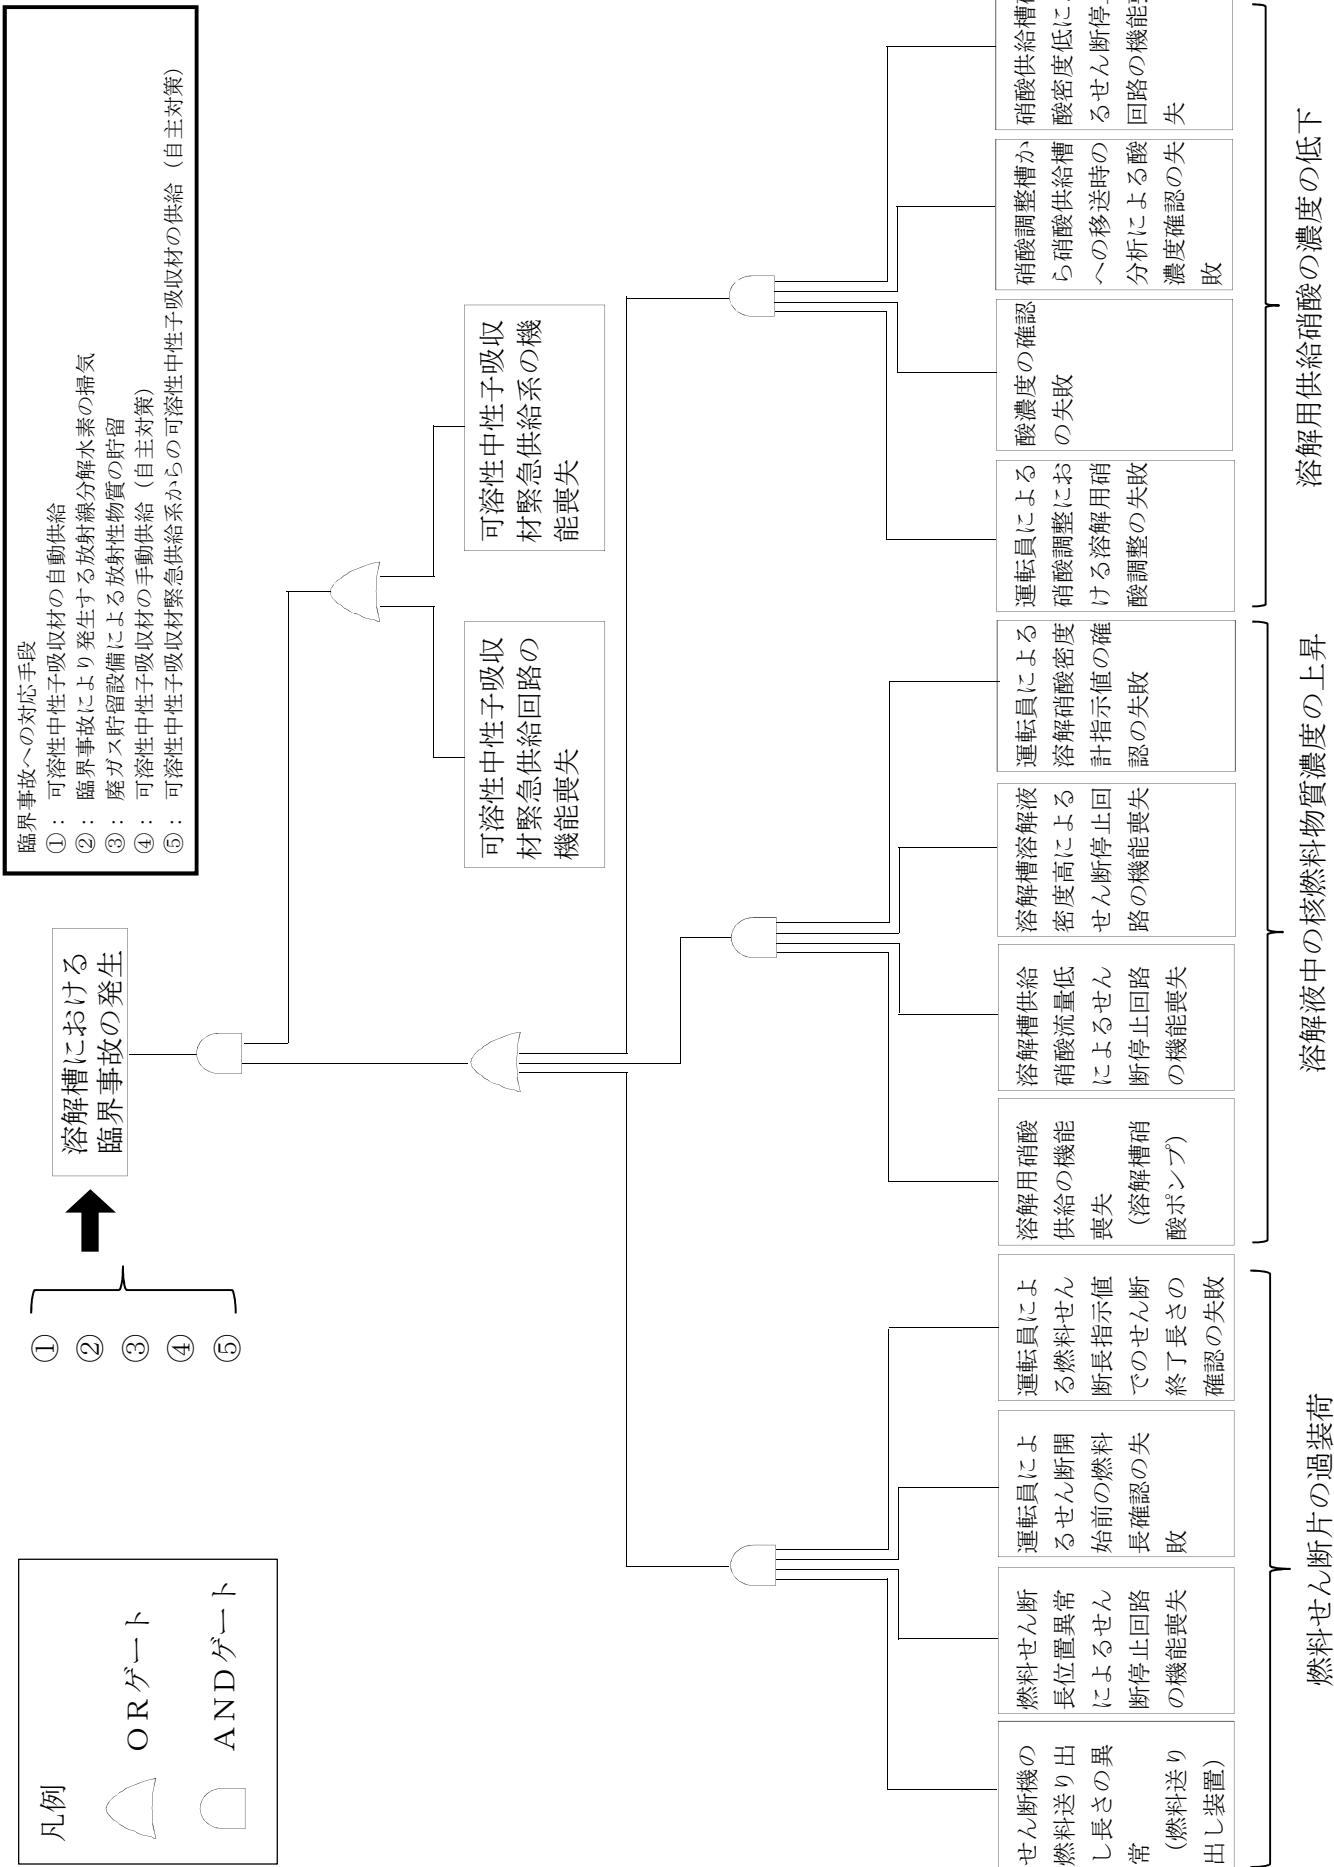 凡例
ORゲート
ANDゲート
①
②
③
④
⑤
溶解槽における
臨界事故の発生
臨界事故への対応手段
①：可溶性中性子吸収材の自動供給
②：臨界事故により発生する放射線分解水素の掃気
③：廃ガス貯留設備による放射性物質の貯留
④：可溶性中性子吸収材の手動供給（自主対策）
⑤：可溶性中性子吸収材緊急供給系からの可溶性中性子吸収材の供給（自主対策）
可溶性中性子吸収
材緊急供給回路の
機能喪失
可溶性中性子吸収
材緊急供給系の機
能喪失
せん断機の
燃料送り出
し長さの異
常
（燃料送り
出し装置）
燃料せん断
長位置異常
によるせん
断停止回路
の機能喪失
運転員によ
るせん断開
始前の燃料
長確認の失
敗
運転員によ
る燃料せん
断長指示値
でのせん断
終了長さの
確認の失敗
溶解用硝酸
供給の機能
喪失
（溶解槽硝
酸ポンプ）
溶解槽供給
硝酸流量低
によるせん
断停止回路
の機能喪失
溶解槽溶解液
密度高による
せん断停止回
路の機能喪失
運転員による
溶解硝酸密度
計指示値の確
認の失敗
運転員による
硝酸調整にお
ける溶解用硝
酸調整の失敗
酸濃度の確認
の失敗
硝酸調整槽か
ら硝酸供給槽
への移送時の
分析による酸
濃度確認の失
敗
硝酸供給槽
酸密度低に
るせん断停
回路の機能
失
燃料せん断片の過装荷
溶解液中の核燃料物質濃度の上昇
溶解用供給硝酸の濃度の低下